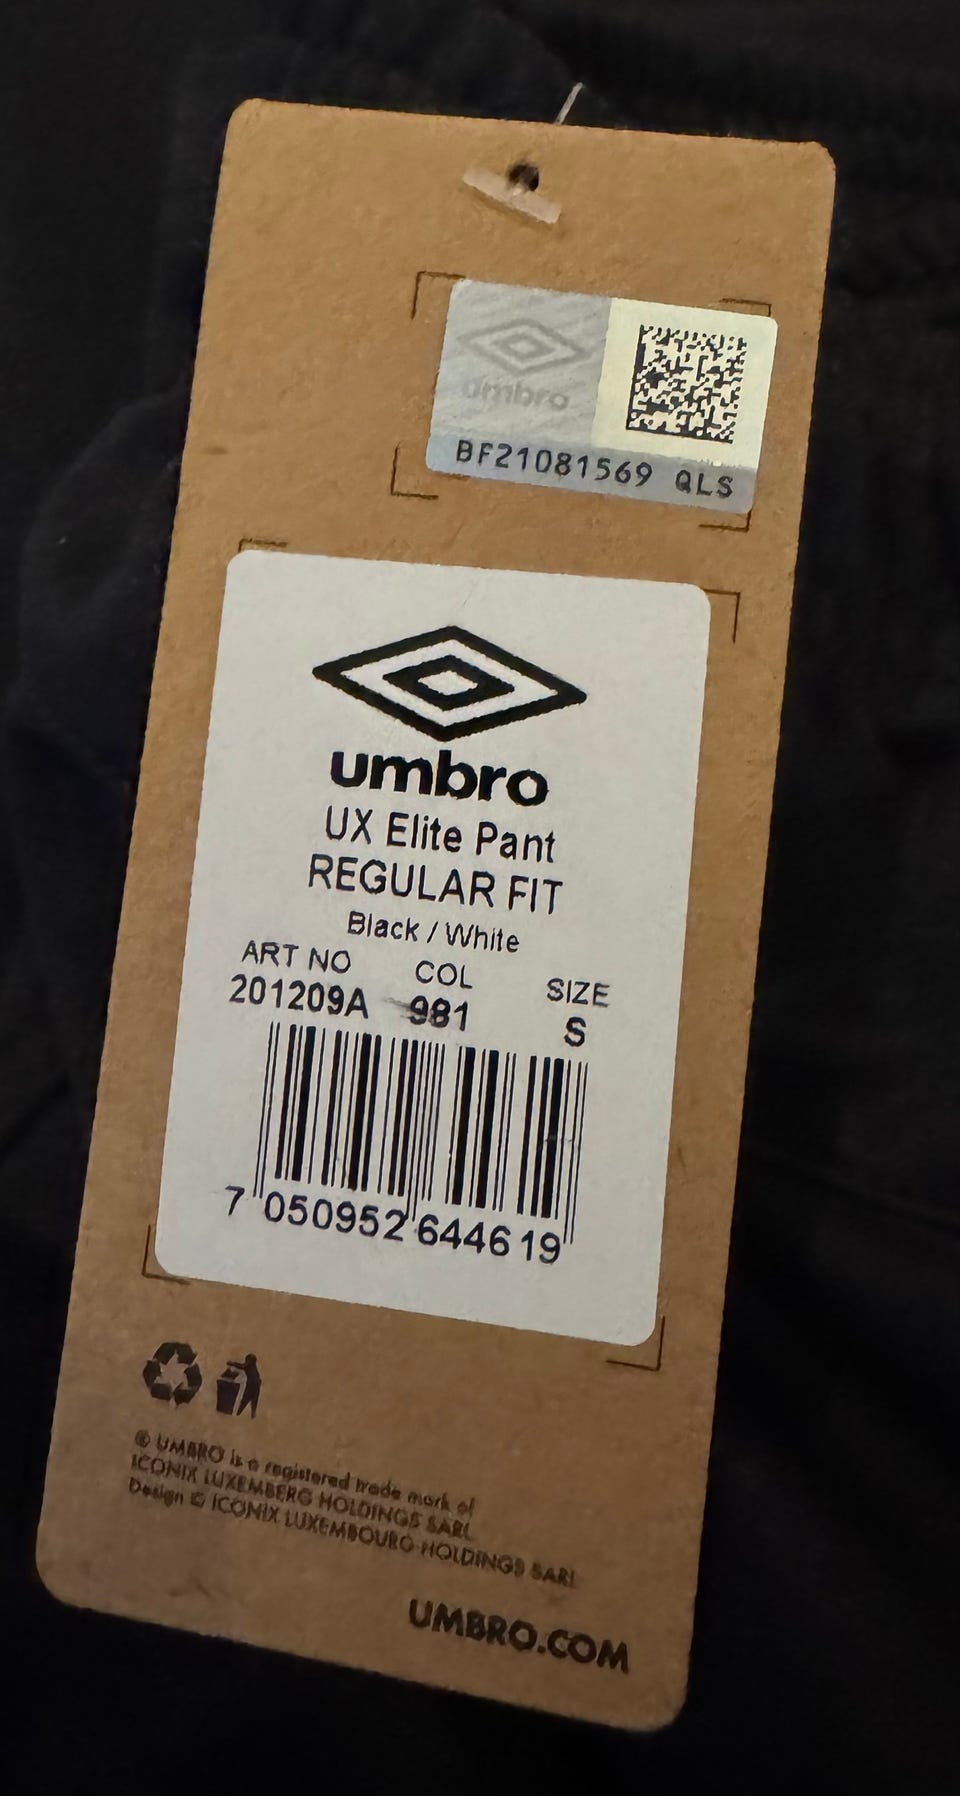 umbro
BF21081569 QLS
umbro
UX Elite Pant
REGULAR FIT
Black / White
ART NO COL SIZE
201209A 981 S
7 050952 644619
© UMBRO is a registered trade mark of
ICONIX LUXEMBERG HOLDINGS SARL
Design © ICONIX LUXEMBOURG HOLDINGS SARL
UMBRO.COM